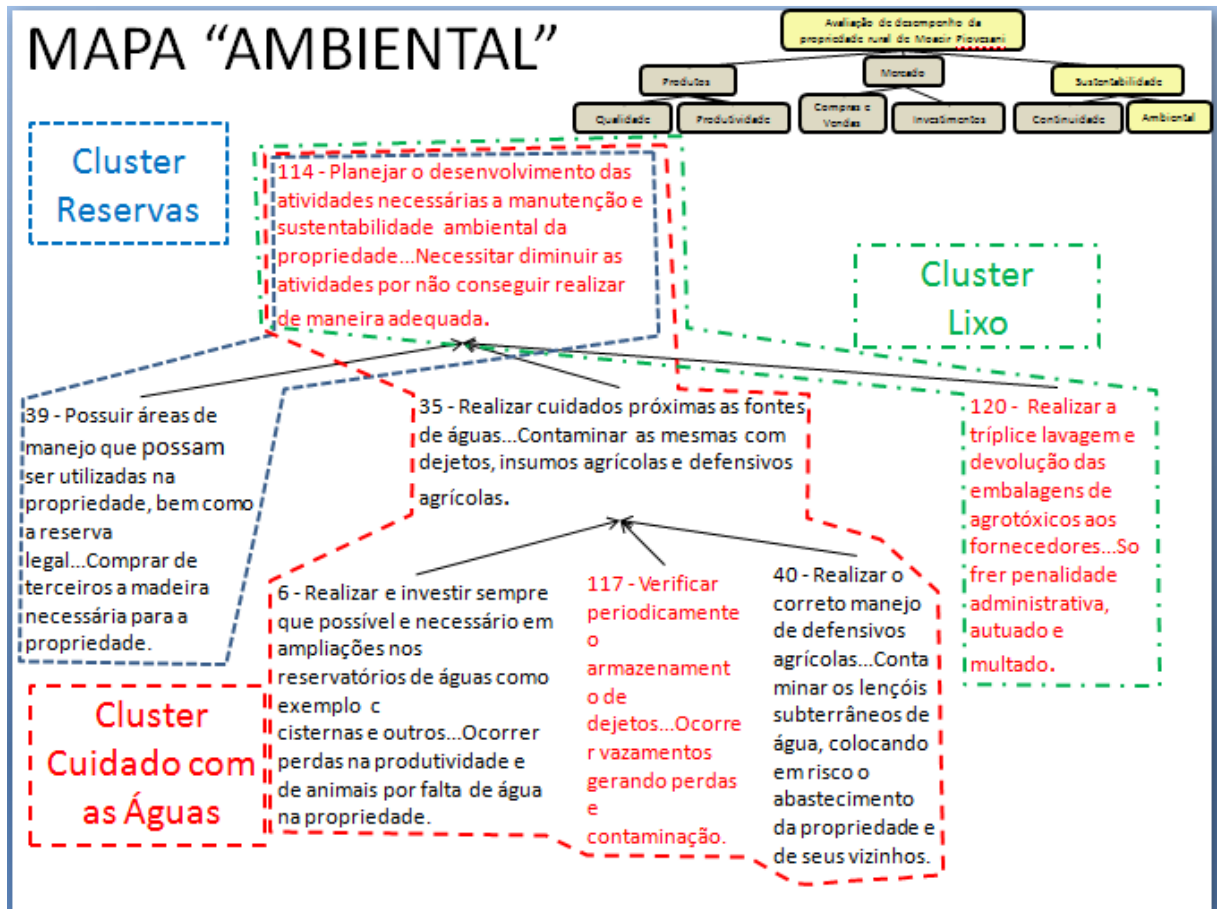 MAPA “AMBIENTAL”
Avaliação de desempenho da
propriedade rural de Moacir Piovesani
Produtos
Mercado
Sustentabilidade
Qualidade
Produtividade
Compras e
Vendas
Investimentos
Continuidade
Ambiental
Cluster
Reservas
114 - Planejar o desenvolvimento das
atividades necessárias a manutenção e
sustentabilidade ambiental da
propriedade...Necessitar diminuir as
atividades por não conseguir realizar
de maneira adequada.
Cluster
Lixo
39 - Possuir áreas de
manejo que possam
ser utilizadas na
propriedade, bem como
a reserva
legal...Comprar de
terceiros a madeira
necessária para a
propriedade.
35 - Realizar cuidados próximas as fontes
de águas...Contaminar as mesmas com
dejetos, insumos agrícolas e defensivos
agrícolas.
120 - Realizar a
tríplice lavagem e
devolução das
embalagens de
agrotóxicos aos
fornecedores...So
frer penalidade
administrativa,
autuado e
multado.
6 - Realizar e investir sempre
que possível e necessário em
ampliações nos
reservatórios de águas como
exemplo c
cisternas e outros...Ocorrer
perdas na produtividade e
de animais por falta de água
na propriedade.
117 - Verificar
periodicamente
o
armazenament
o de
dejetos...Ocorre
r vazamentos
gerando perdas
e
contaminação.
40 - Realizar o
correto manejo
de defensivos
agrícolas...Conta
minar os lençóis
subterrâneos de
água, colocando
em risco o
abastecimento
da propriedade e
de seus vizinhos.
Cluster
Cuidado com
as Águas